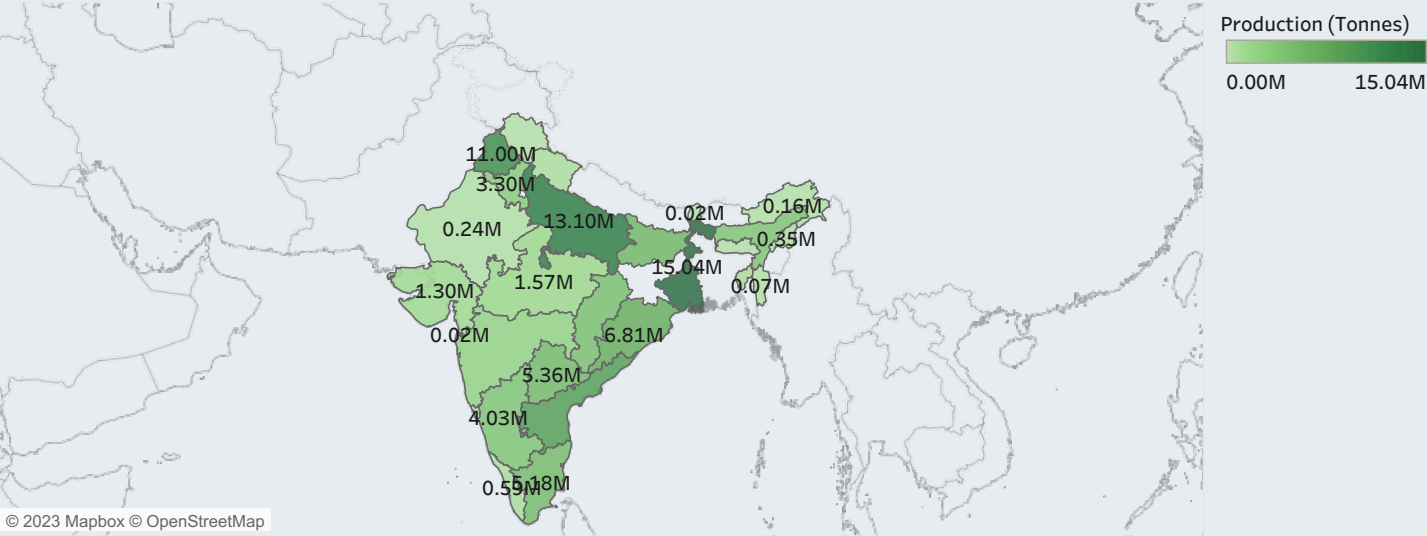 Production (Tonnes)
0.00M 15.04M
11.00M
3.30M
0.24M
13.10M
0.02M
0.16M
0.35M
15.04M
1.57M
1.30M
0.07M
0.02M
6.81M
5.36M
4.03M
5.18M
0.59M
© 2023 Mapbox © OpenStreetMap